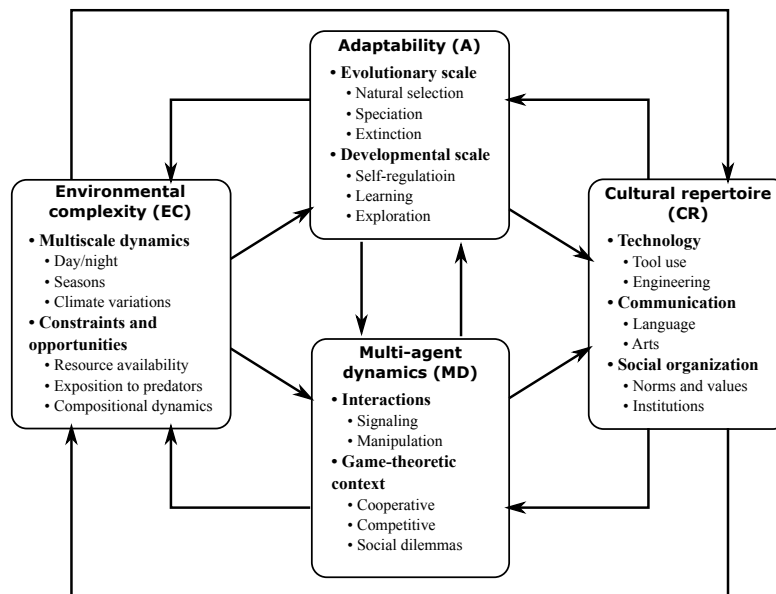 Adaptability (A)
• Evolutionary scale
• Natural selection
• Speciation
• Extinction
• Developmental scale
• Self-regulatioin
• Learning
• Exploration
Environmental
complexity (EC)
• Multiscale dynamics
• Day/night
• Seasons
• Climate variations
• Constraints and
opportunities
• Resource availability
• Exposition to predators
• Compositional dynamics
Cultural repertoire
(CR)
• Technology
• Tool use
• Engineering
• Communication
• Language
• Arts
• Social organization
• Norms and values
• Institutions
Multi-agent
dynamics (MD)
• Interactions
• Signaling
• Manipulation
• Game-theoretic
context
• Cooperative
• Competitive
• Social dilemmas